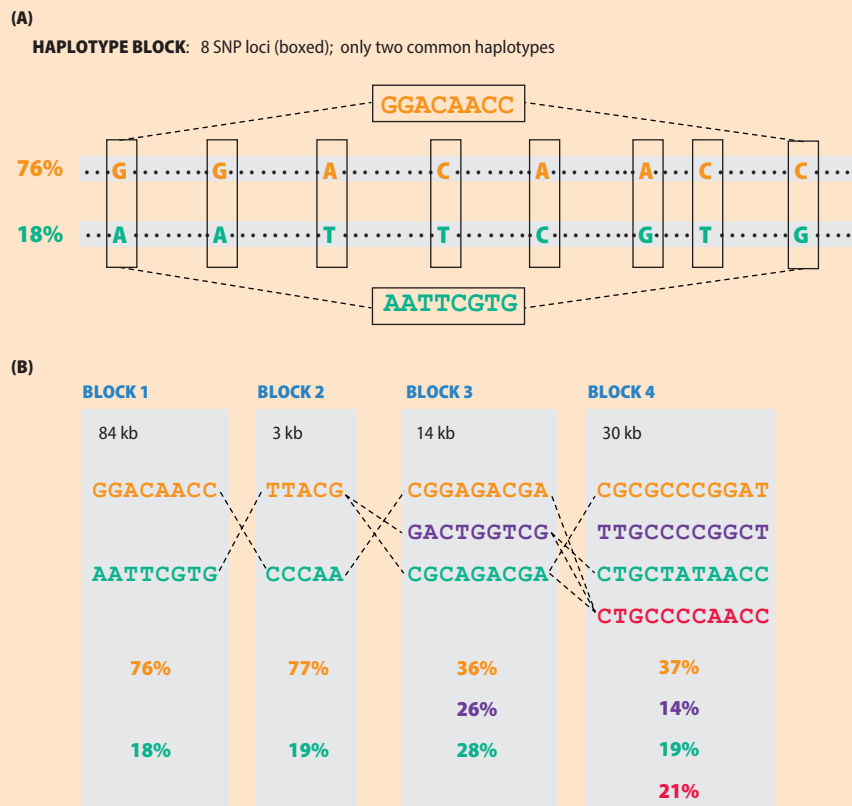 (A)
HAPLOTYPE BLOCK: 8 SNP loci (boxed); only two common haplotypes
GGACAACC
76% G G A C A A C C
18% A A T T C G T G
AATTCGTG
(B)
BLOCK 1 BLOCK 2 BLOCK 3 BLOCK 4
84 kb 3 kb 14 kb 30 kb
GGACAACC TTACG CGGAGACGA CGCGCCCGGAT
GACTGGTCG TTGCCCCGGCT
AATTCGTG CCCAA CGCAGACGA CTGCTATAACC
CTGCCCCAACC
76% 77% 36% 37%
26% 14%
18% 19% 28% 19%
21%